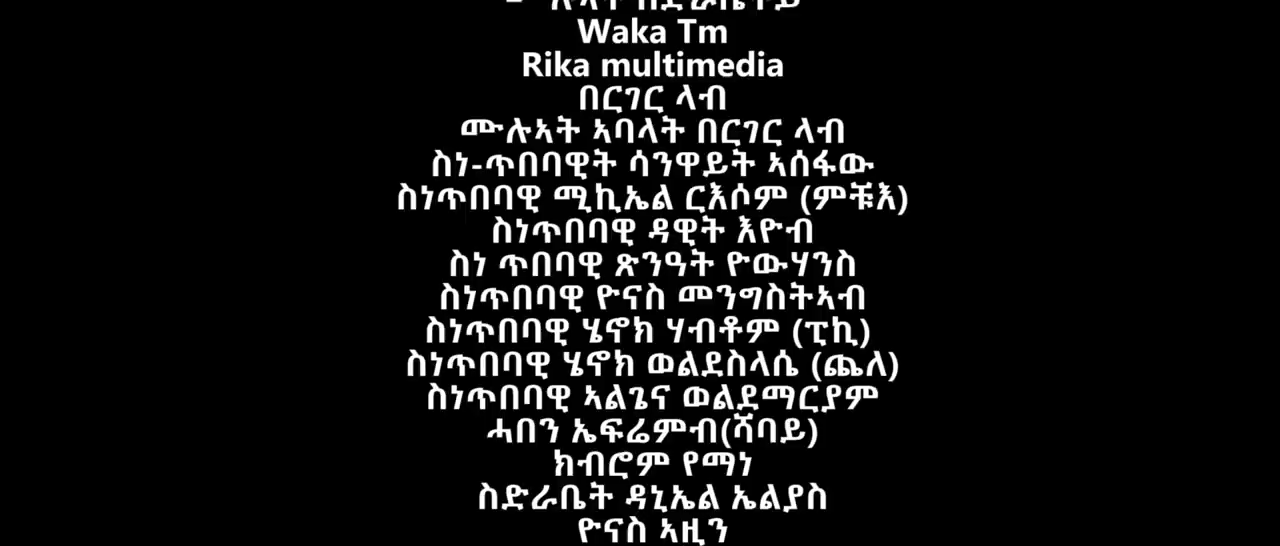 Waka Tm
Rika multimedia
በርገር ላብ
ሙሉኣት ኣባላት በርገር ላብ
ስነ-ጥበባዊት ሳንዋይት ኣሰፋው
ስነጥበባዊ ሚኪኤል ርእሶም (ምቹእ)
ስነጥበባዊ ዳዊት እዮብ
ስነ ጥበባዊ ጽንዓት ዮውሃንስ
ስነጥበባዊ ዮናስ መንግስትኣብ
ስነጥበባዊ ሄኖክ ሃብቶም (ፒኪ)
ስነጥበባዊ ሄኖክ ወልደስላሴ (ጨለ)
ስነጥበባዊ ኣልጌና ወልደማርያም
ሓበን ኤፍሬምብ(ሻባይ)
ክብሮም የማነ
ስድራቤት ዳኒኤል ኤልያስ
ዮናስ ኣዚን